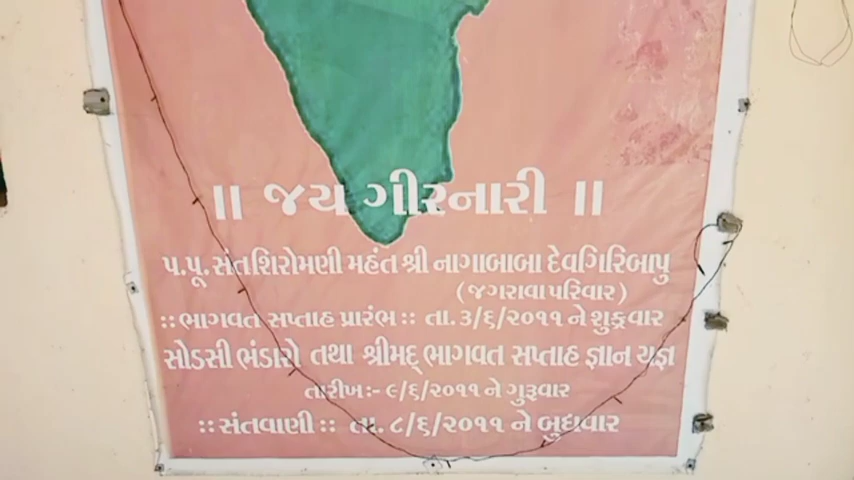 ॥ જય ગીરનારી ॥
પ.પૂ. સંત શિરોમણી મહંત શ્રી નાગાબાબા દેવગિરિબાપુ
(જગરાવા પરિવાર)
:: ભાગવત સપ્તાહ પ્રારંભ :: તા. ૩/૬/૨૦૧૧ ને શુક્રવાર
સોડસી ભંડારો તથા શ્રીમદ્ ભાગવત સપ્તાહ જ્ઞાન યજ્ઞ
તારીખ :- ૯/૬/૨૦૧૧ ને ગુરૂવાર
:: સંતવાણી :: તા. ૮/૬/૨૦૧૧ ને બુધવાર